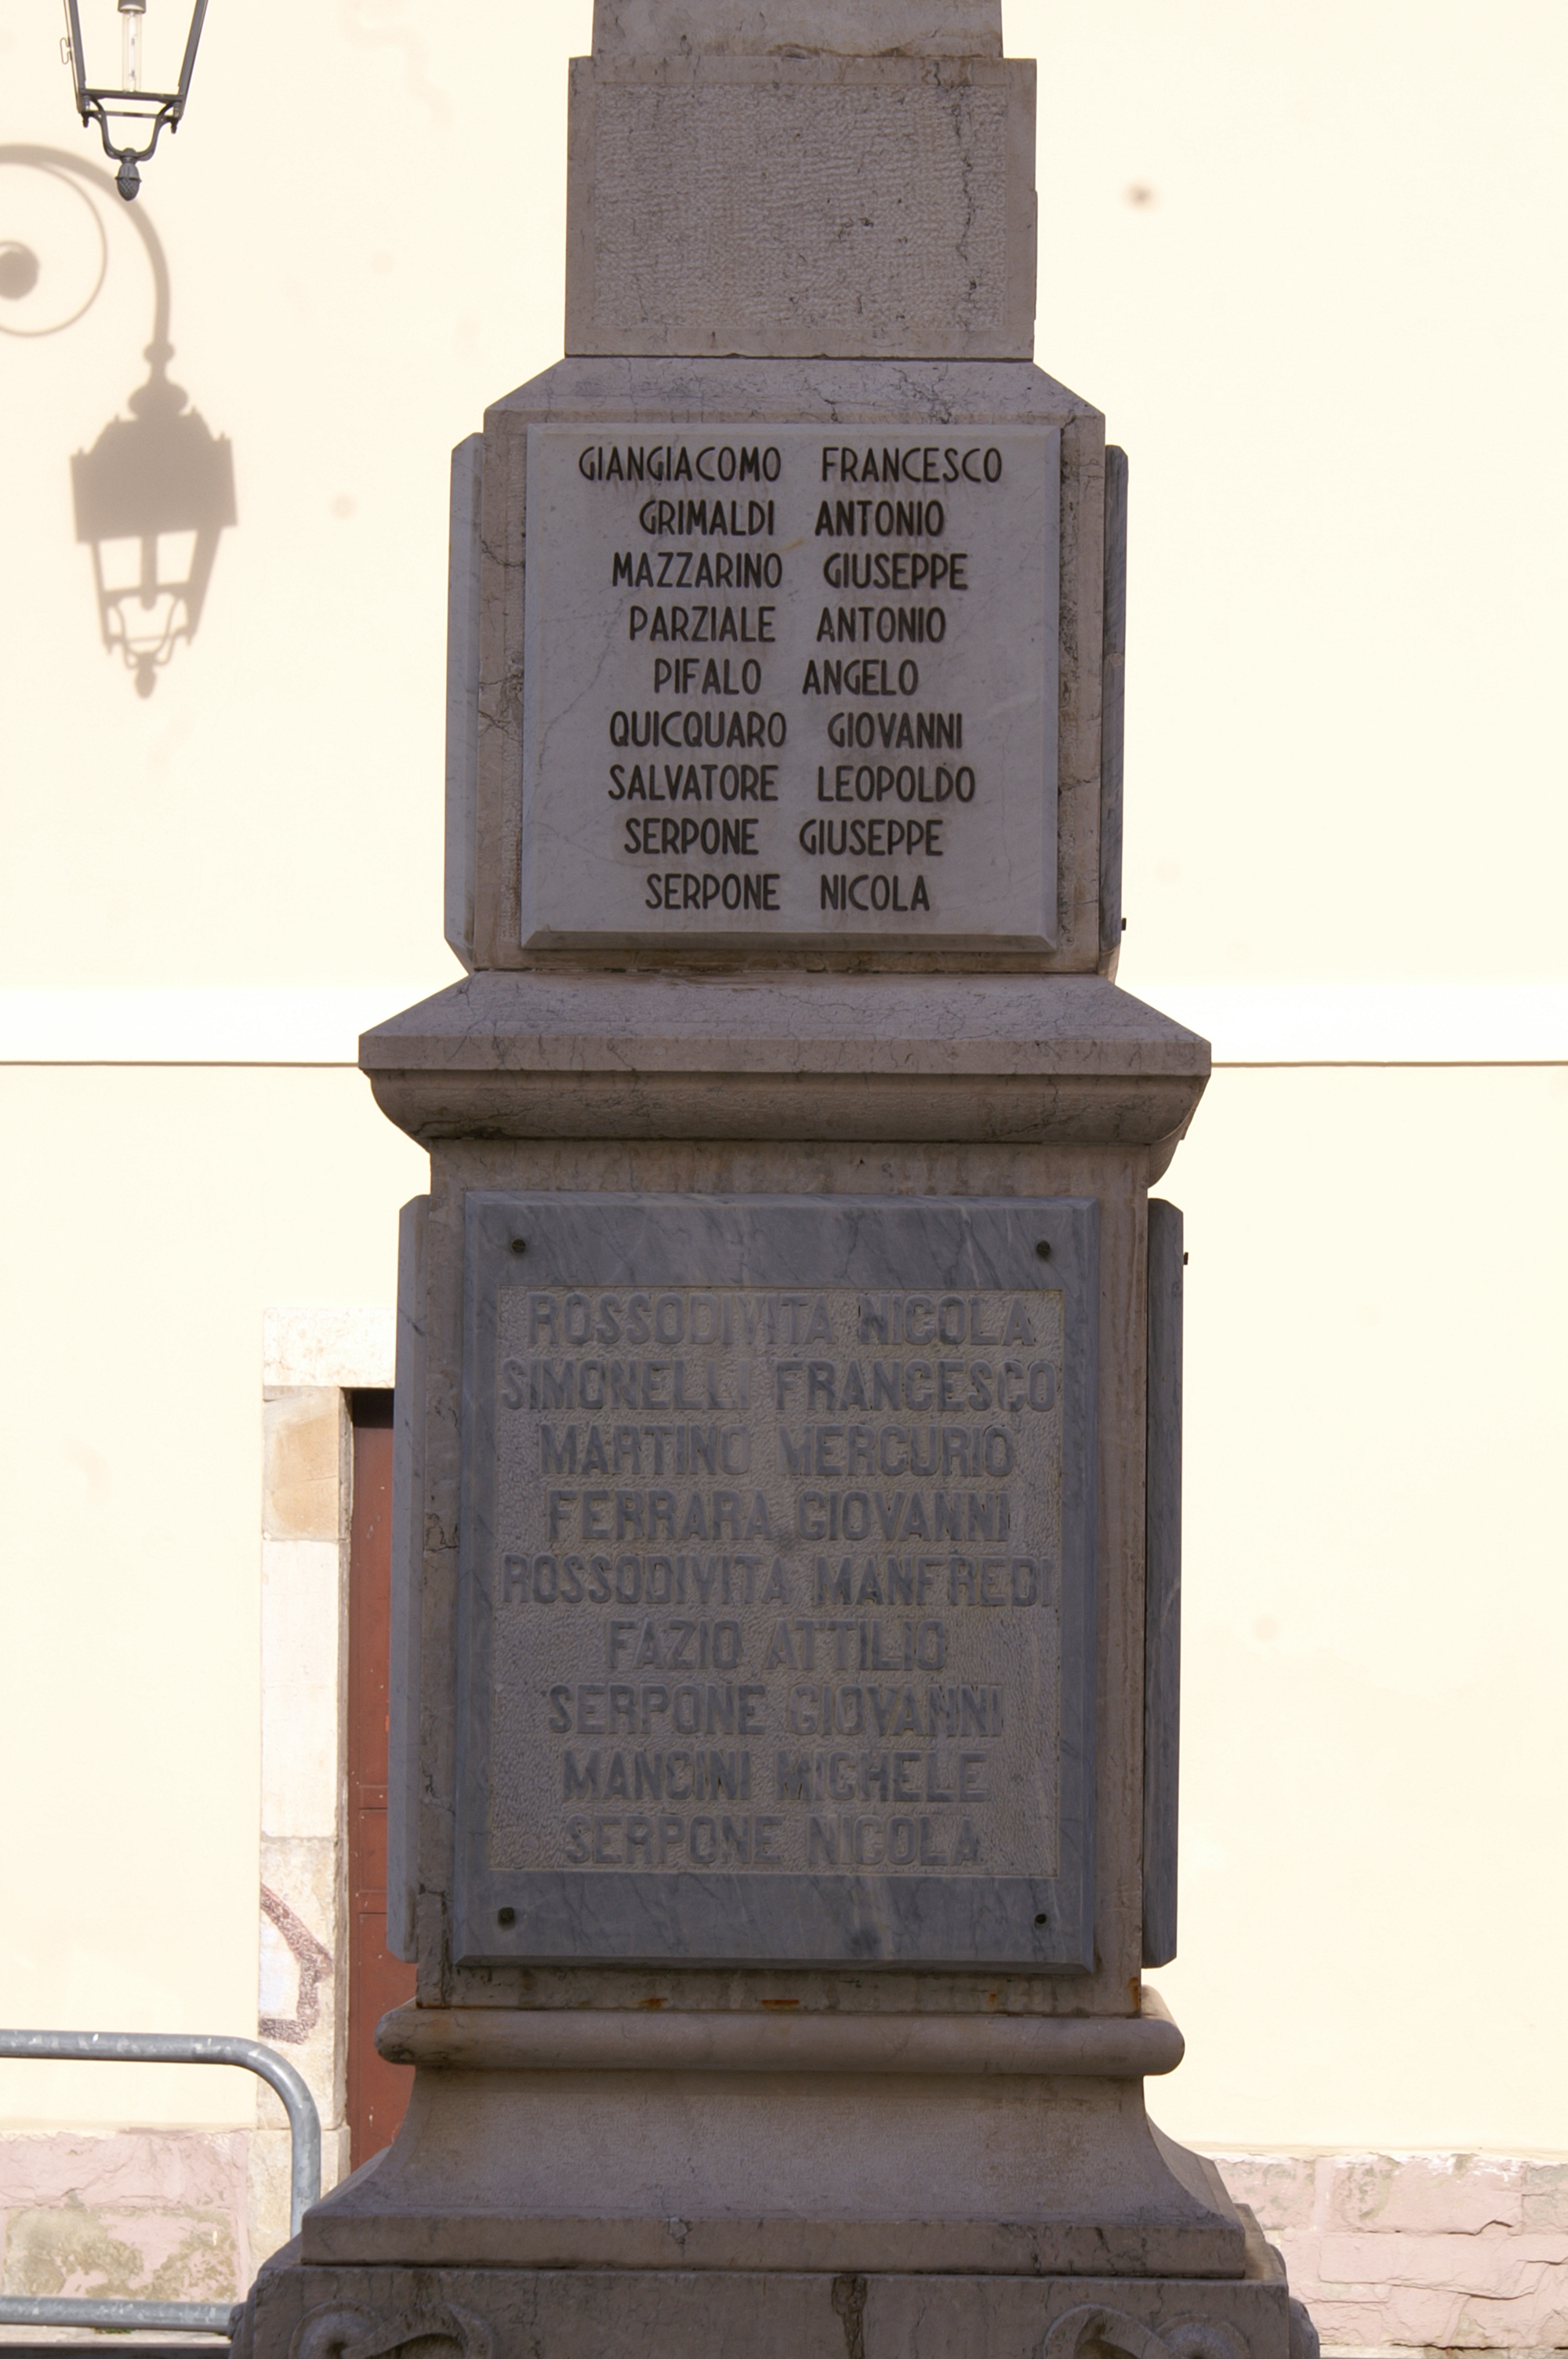 GIANGIACOMO FRANCESCO
GRIMALDI ANTONIO
MAZZARINO GIUSEPPE
PARZIALE ANTONIO
PIFALO ANGELO
QUICQUARO GIOVANNI
SALVATORE LEOPOLDO
SERPONE GIUSEPPE
SERPONE NICOLA
ROSSODIVITA NICOLA
SIMONELLI FRANCESCO
MARTINO MERCURIO
FERRARA GIOVANNI
ROSSODIVITA MANFREDI
FAZIO ATTILIO
SERPONE GIOVANNI
MANCINI MICHELE
SERPONE NICOLA